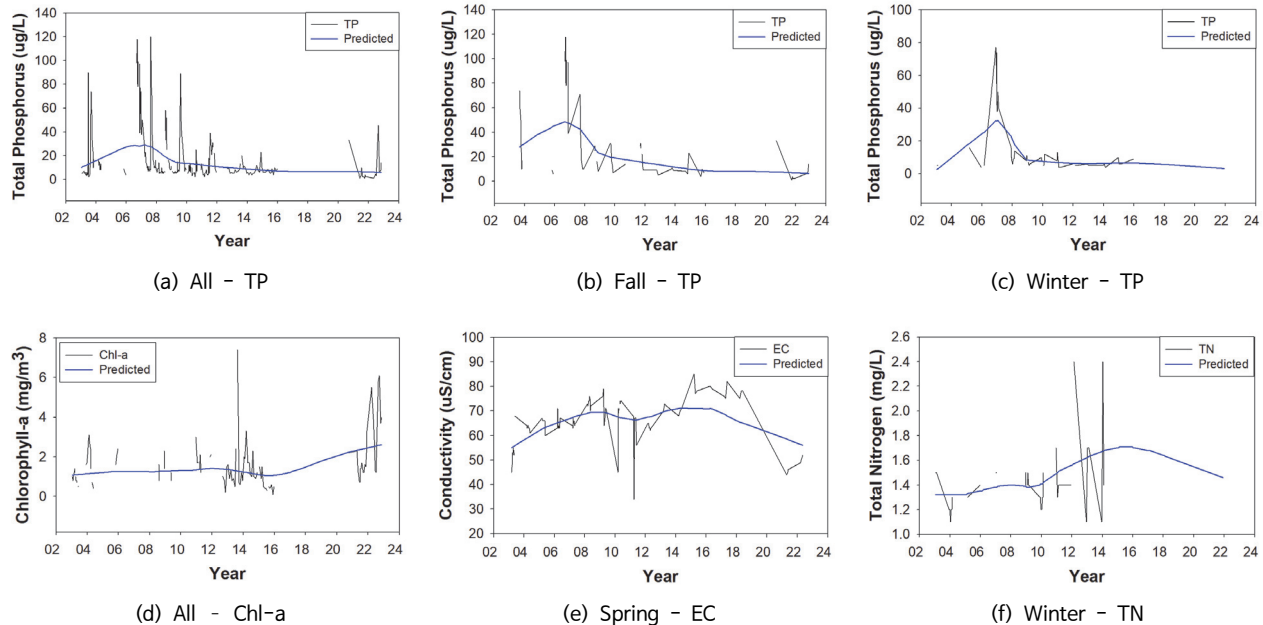 140
120
100
80
60
40
20
0
Total Phosphorus (ug/L)
TP
Predicted
02 04 06 08 10 12 14 16 18 20 22 24
Year
(a) All - TP
140
120
100
80
60
40
20
0
Total Phosphorus (ug/L)
TP
Predicted
02 04 06 08 10 12 14 16 18 20 22 24
Year
(b) Fall - TP
100
80
60
40
20
0
Total Phosphorus (ug/L)
TP
Predicted
02 04 06 08 10 12 14 16 18 20 22 24
Year
(c) Winter - TP
8
6
4
2
0
Chlorophyll-a (mg/m³)
Chl-a
Predicted
02 04 06 08 10 12 14 16 18 20 22 24
Year
(d) All - Chl-a
100
90
80
70
60
50
40
30
20
Conductivity (uS/cm)
EC
Predicted
02 04 06 08 10 12 14 16 18 20 22 24
Year
(e) Spring - EC
2.6
2.4
2.2
2.0
1.8
1.6
1.4
1.2
1.0
Total Nitrogen (mg/L)
TN
Predicted
02 04 06 08 10 12 14 16 18 20 22 24
Year
(f) Winter - TN